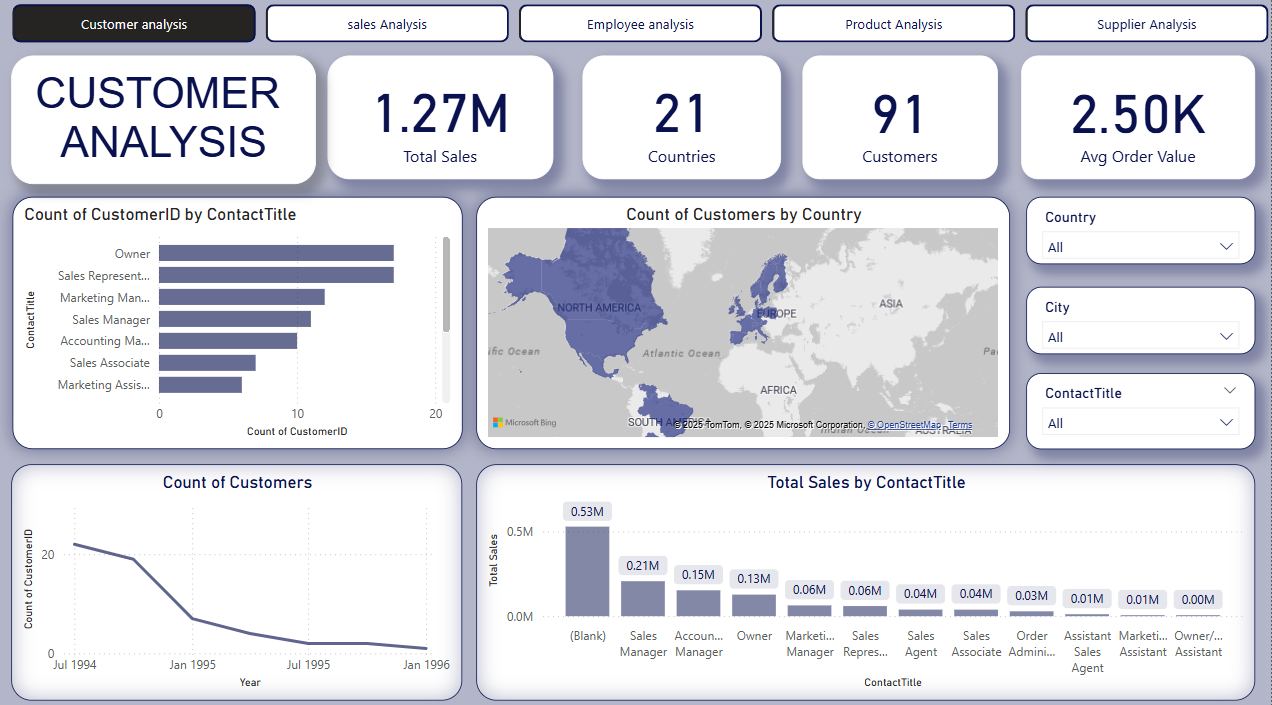 Customer analysis
sales Analysis
Employee analysis
Product Analysis
Supplier Analysis
CUSTOMER
ANALYSIS
1.27M
Total Sales
21
Countries
91
Customers
2.50K
Avg Order Value
Count of CustomerID by ContactTitle
ContactTitle
Owner
Sales Represent...
Marketing Man...
Sales Manager
Accounting Ma...
Sales Associate
Marketing Assis...
0
10
20
Count of CustomerID
Count of Customers by Country
NORTH AMERICA
EUROPE
ASIA
ific Ocean
Atlantic Ocean
Pa
AFRICA
SOUTH AMERICA
Indian Ocean
AUSTRALIA
Microsoft Bing
© 2025 TomTom, © 2025 Microsoft Corporation, © OpenStreetMap Terms
Country
All
City
All
ContactTitle
All
Count of Customers
Count of CustomerID
20
0
Jul 1994
Jan 1995
Jul 1995
Jan 1996
Year
Total Sales by ContactTitle
Total Sales
0.5M
0.0M
0.53M
0.21M
0.15M
0.13M
0.06M
0.06M
0.04M
0.04M
0.03M
0.01M
0.01M
0.00M
(Blank)
Sales
Manager
Accoun...
Manager
Owner
Marketi...
Manager
Sales
Repres...
Sales
Agent
Sales
Associate
Order
Admini...
Assistant
Sales
Agent
Marketi...
Assistant
Owner/...
Assistant
ContactTitle